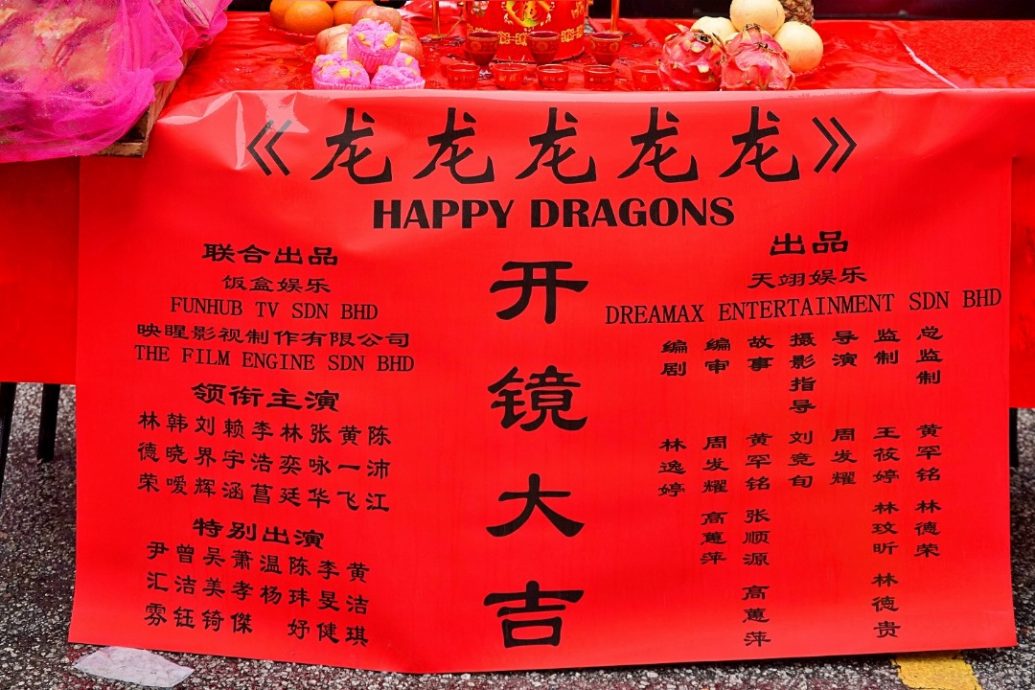 《龙龙龙龙龙》
HAPPY DRAGONS
开镜大吉
出品
天翊娱乐
DREAMAX ENTERTAINMENT SDN BHD
总监制 黄罕铭 林德荣
监制 王筱婷 林玟昕 林德贵
导演 周发耀
摄影指导 刘竞旬
故事 黄罕铭 张顺源 高蕙萍
编审 周发耀 高蕙萍
编剧 林逸婷
联合出品
饭盒娱乐
FUNHUB TV SDN BHD
映睲影视制作有限公司
THE FILM ENGINE SDN BHD
领衔主演
陈沛江
黄一飞
张咏华
林奕廷
李浩菖
赖宇涵
刘界辉
韩晓嗳
林德荣
特别出演
黄洁琪
李旻健
陈玮妤
温杨
萧孝傑
吴美锜
曾洁钰
尹汇雰